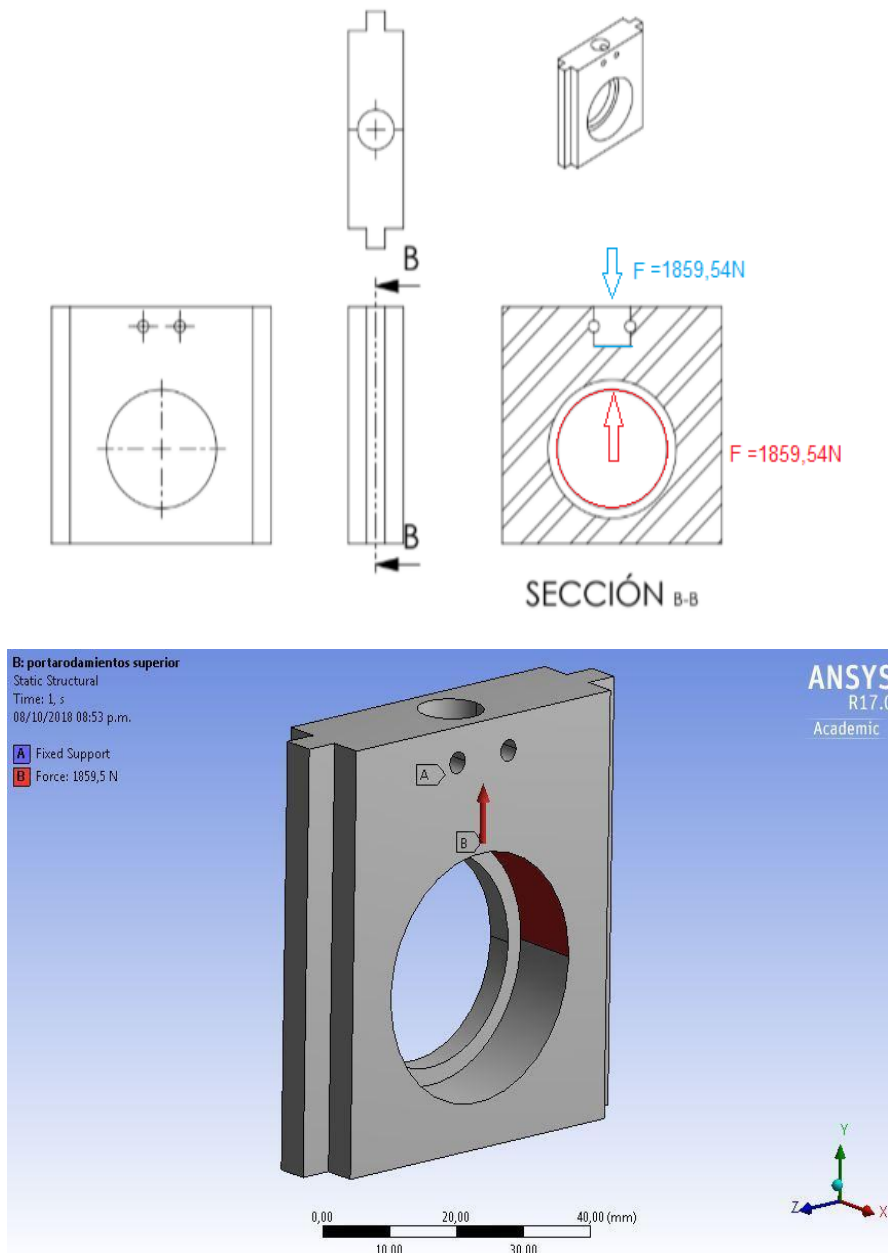 B
F =1859,54N
F =1859,54N
B
SECCIÓN B-B
B: portarodamientos superior
Static Structural
Time: 1, s
08/10/2018 08:53 p.m.
A Fixed Support
B Force: 1859,5 N
ANSYS
R17.0
Academic
A
B
Y
Z
X
0,00 20,00 40,00 (mm)
10,00 30,00